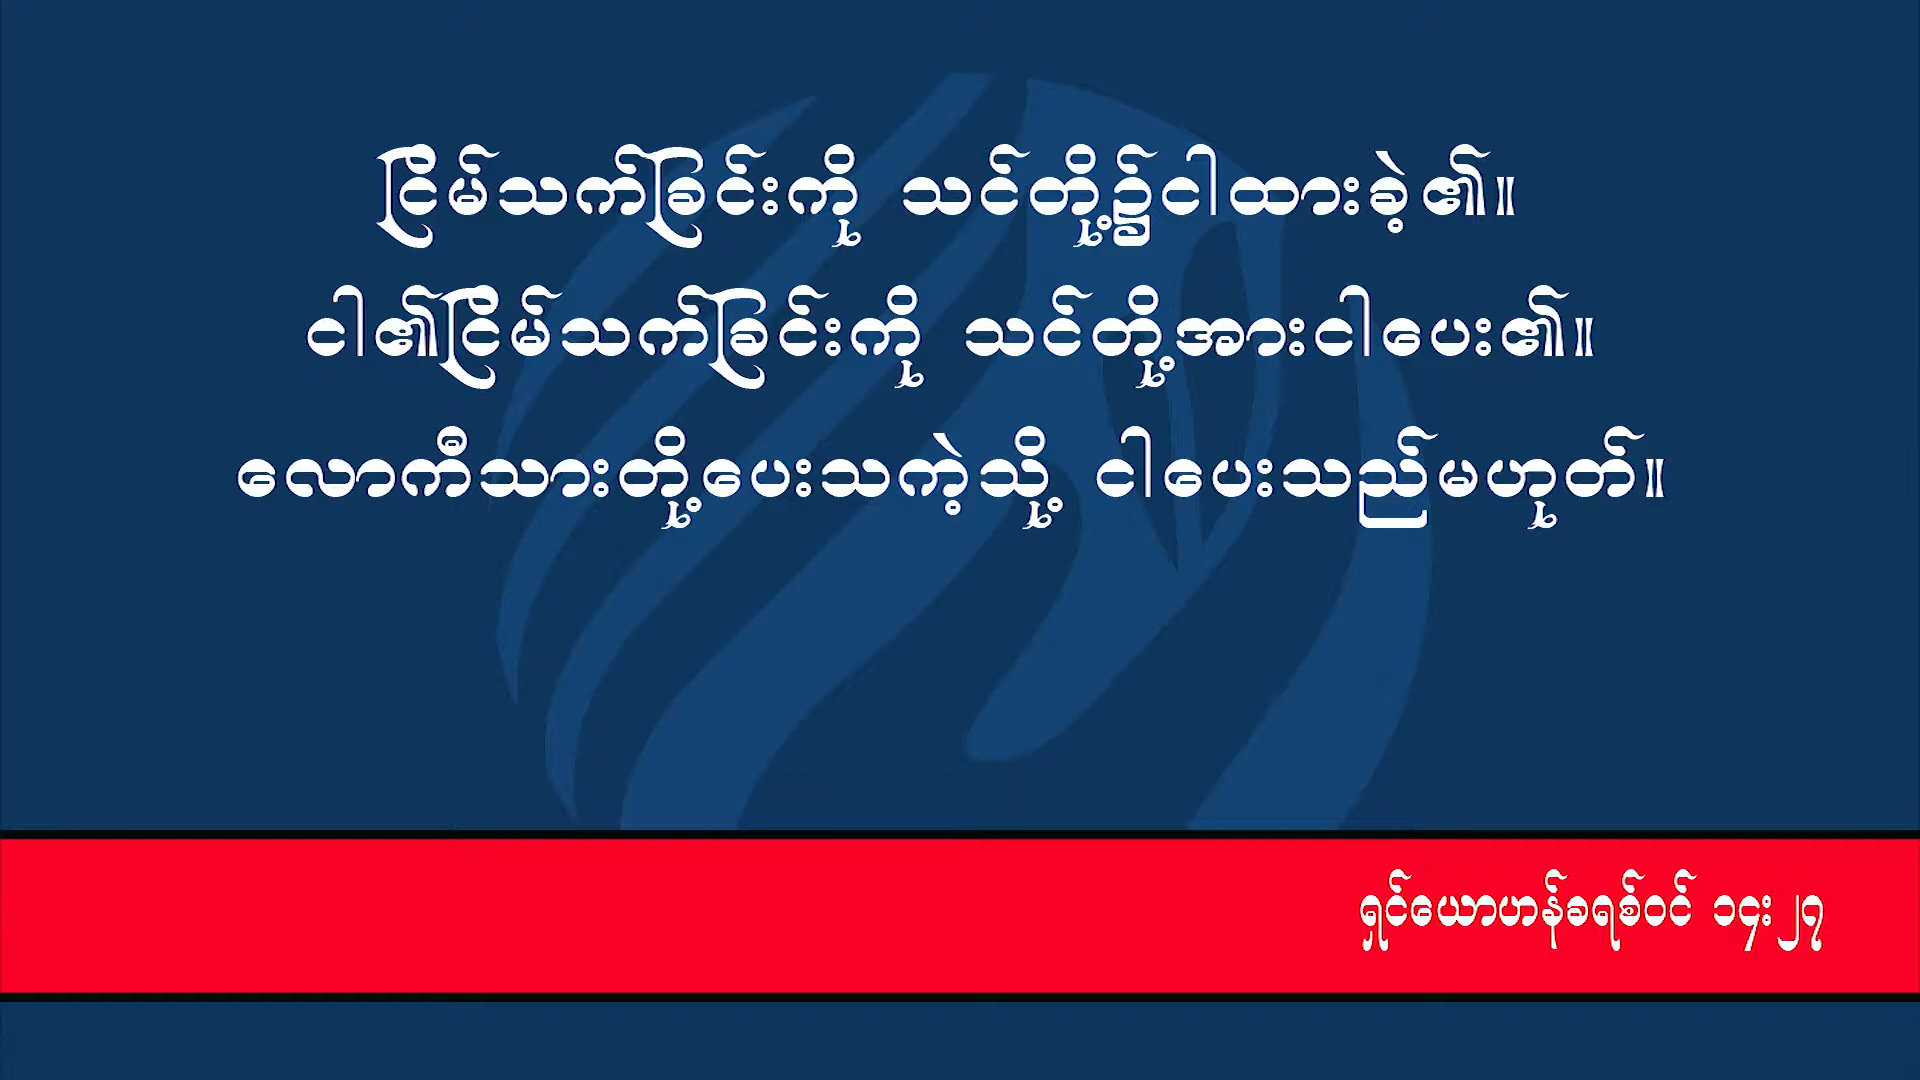 ငြိမ်သက်ခြင်းကို သင်တို့၌ငါထားခဲ့၏။
ငါ၏ငြိမ်သက်ခြင်းကို သင်တို့အားငါပေး၏။
လောကီသားတို့ပေးသကဲ့သို့ ငါပေးသည်မဟုတ်။
ရှင်ယောဟန်ခရစ်ဝင် ၁၄း၂၇